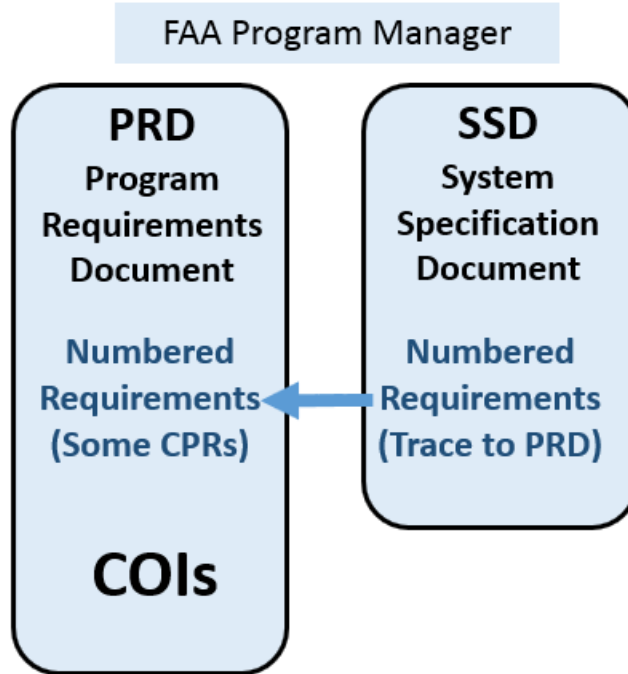 FAA Program Manager
PRD
Program
Requirements
Document
Numbered
Requirements
(Some CPRs)
COIs
SSD
System
Specification
Document
Numbered
Requirements
(Trace to PRD)